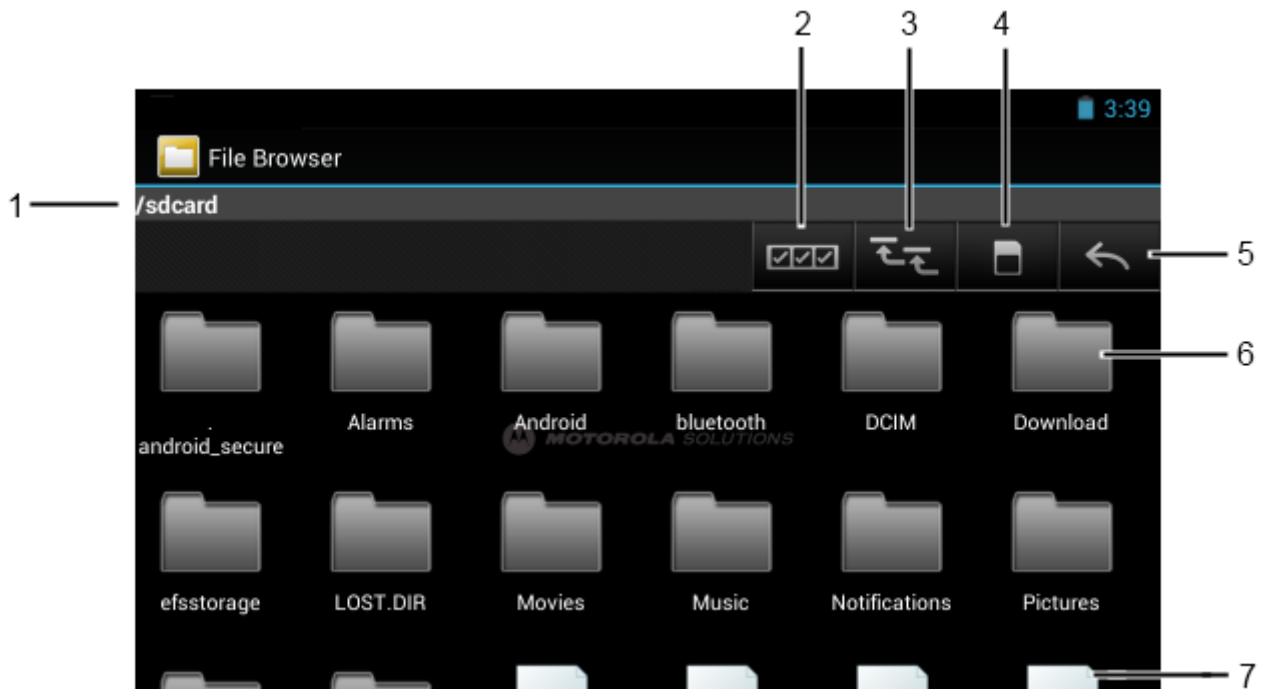 2 3 4
3:39
File Browser
1
/sdcard
5
6
Alarms Android bluetooth DCIM Download
.
android_secure
MOTOROLA SOLUTIONS
efsstorage LOST.DIR Movies Music Notifications Pictures
7